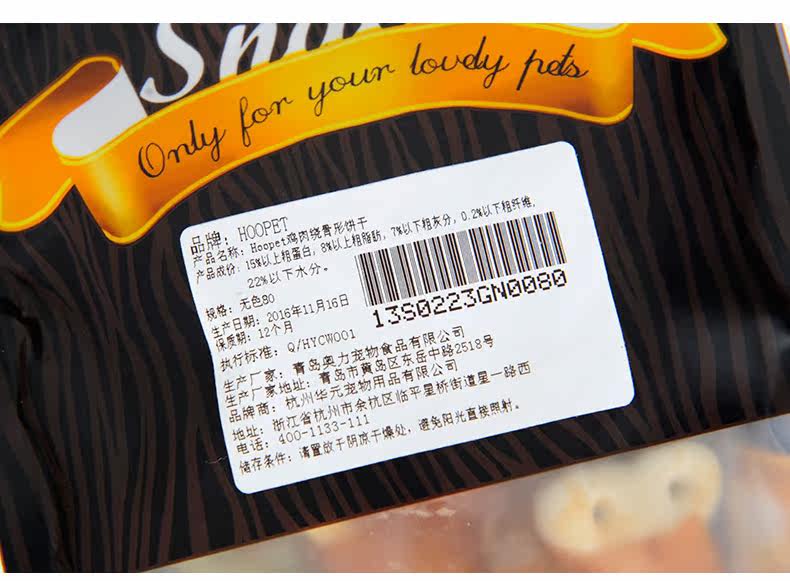 Only for your lovely pets
品牌：HOOPET
产品名称：Hoopet鸡肉绕骨形饼干
产品成份：15%以上粗蛋白，8%以上粗脂肪，7%以下粗灰分，0.2%以下粗纤维，
22%以下水分。
规格：无色80
生产日期：2016年11月16日
保质期：12个月
执行标准：Q/HYCW001
13S0223GN0080
生产厂家：青岛奥力宠物食品有限公司
生产厂家地址：青岛市黄岛区东岳中路2518号
品牌商：杭州华元宠物用品有限公司
地址：浙江省杭州市余杭区临平星桥街道星一路西
电话：400-1133-111
储存条件：请置放于阴凉干燥处，避免阳光直接照射。